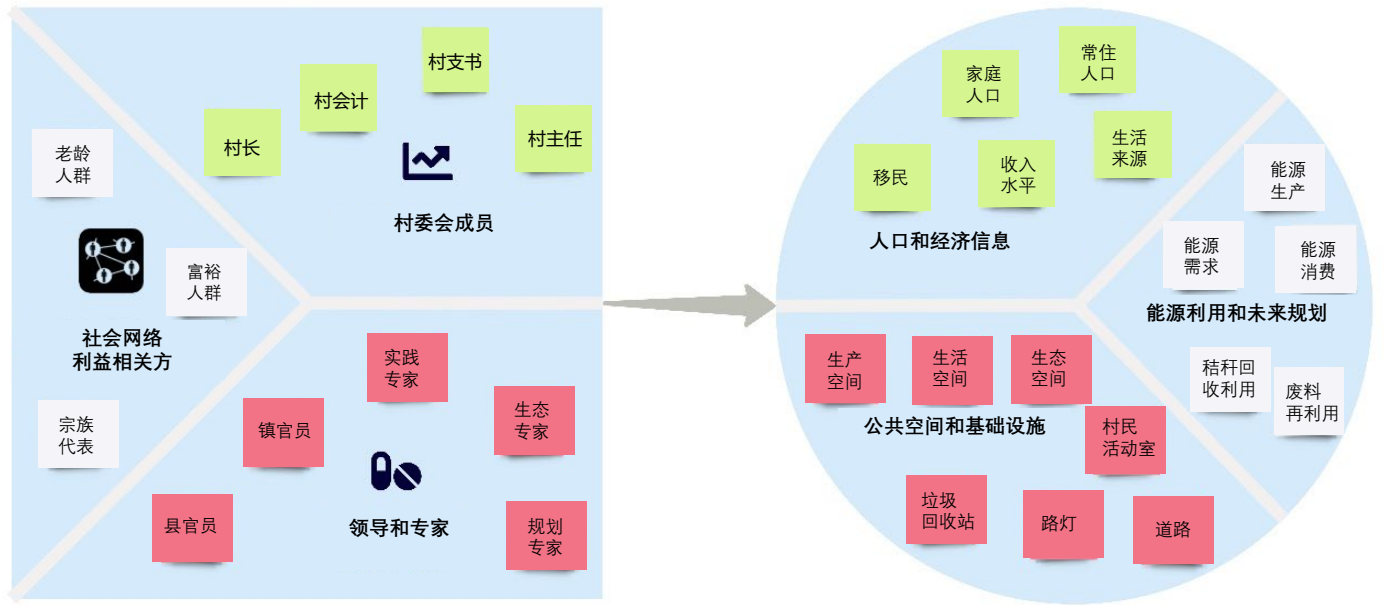 村支书
村会计
村长
村主任
村委会成员
老龄
人群
富裕
人群
社会网络
利益相关方
宗族
代表
实践
专家
生态
专家
镇官员
县官员
领导和专家
规划
专家
常住
人口
家庭
人口
生活
来源
移民
收入
水平
人口和经济信息
能源
生产
能源
需求
能源
消费
能源利用和未来规划
秸秆回
收利用
废料
再利用
生产
空间
生活
空间
生态
空间
公共空间和基础设施
村民
活动室
垃圾
回收站
路灯
道路